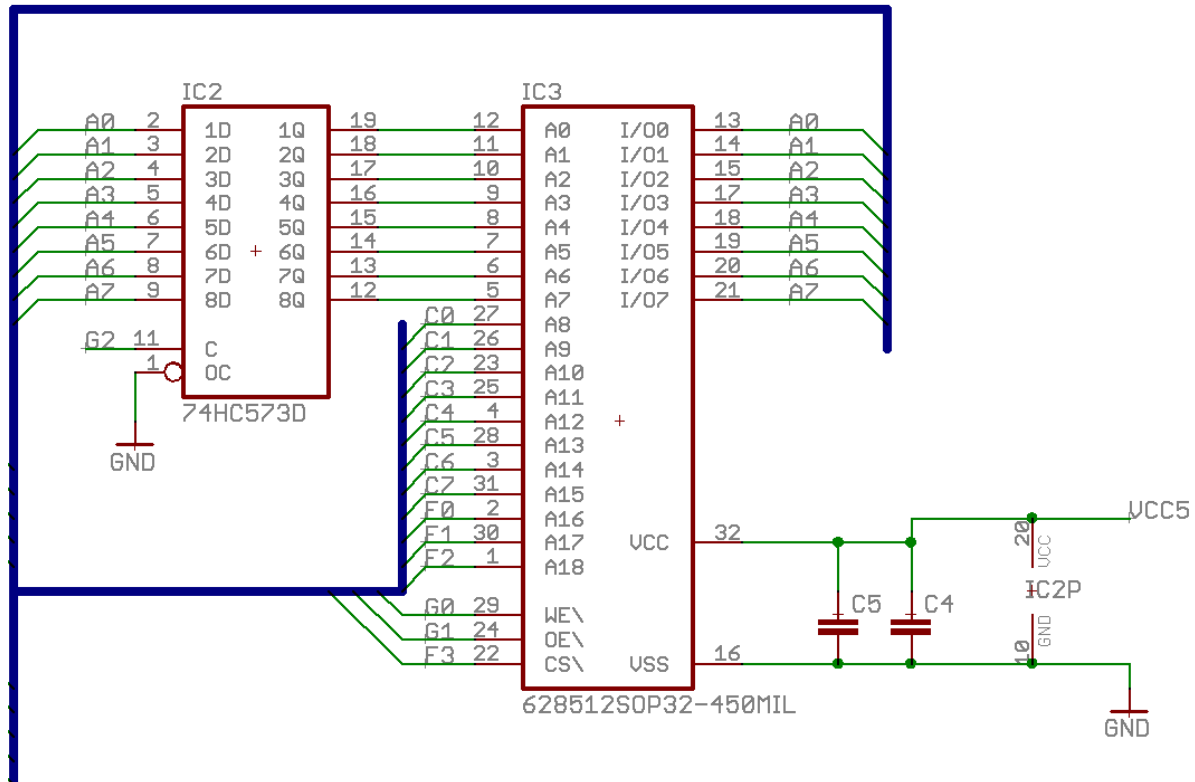 IC2 IC3
A0 2 1D 1Q 19 12 A0 I/O0 13 A0
A1 3 2D 2Q 18 11 A1 I/O1 14 A1
A2 4 3D 3Q 17 10 A2 I/O2 15 A2
A3 5 4D 4Q 16 9 A3 I/O3 17 A3
A4 6 5D 5Q 15 8 A4 I/O4 18 A4
A5 7 6D 6Q 14 7 A5 I/O5 19 A5
A6 8 7D 7Q 13 6 A6 I/O6 20 A6
A7 9 8D 8Q 12 5 A7 I/O7 21 A7
C0 27 A8
G2 11 C C1 26 A9
1 OC C2 23 A10
C3 25 A11
74HC573D C4 4 A12
C5 28 A13
GND C6 3 A14
C7 31 A15
F0 2 A16 VCC5
F1 30 A17 VCC 32 20 VCC
F2 1 A18
C5 C4 IC2P
G0 29 WE\
G1 24 OE\ 10 GND
F3 22 CS\ VSS 16
628512SOP32-450MIL
GND